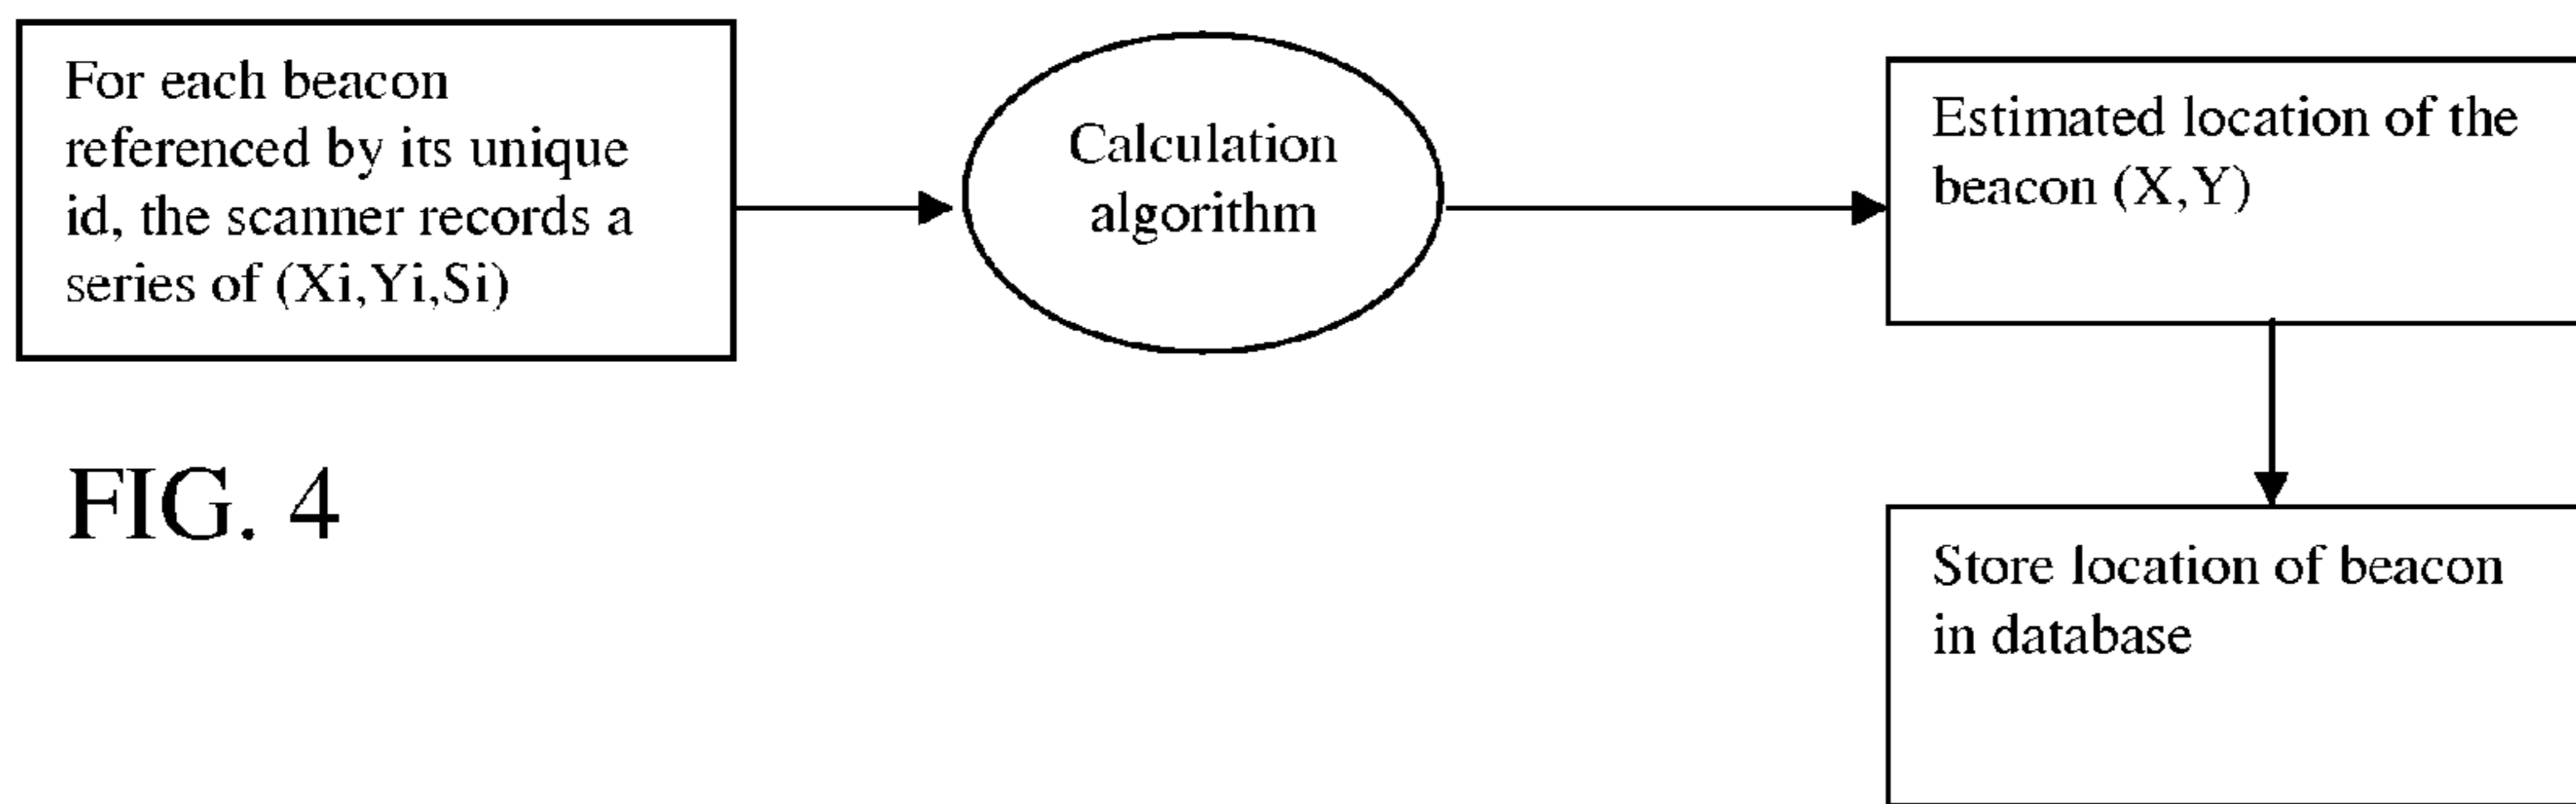 For each beacon
referenced by its unique
id, the scanner records a
series of (Xi,Yi,Si)
Calculation
algorithm
Estimated location of the
beacon (X,Y)
Store location of beacon
in database
FIG. 4